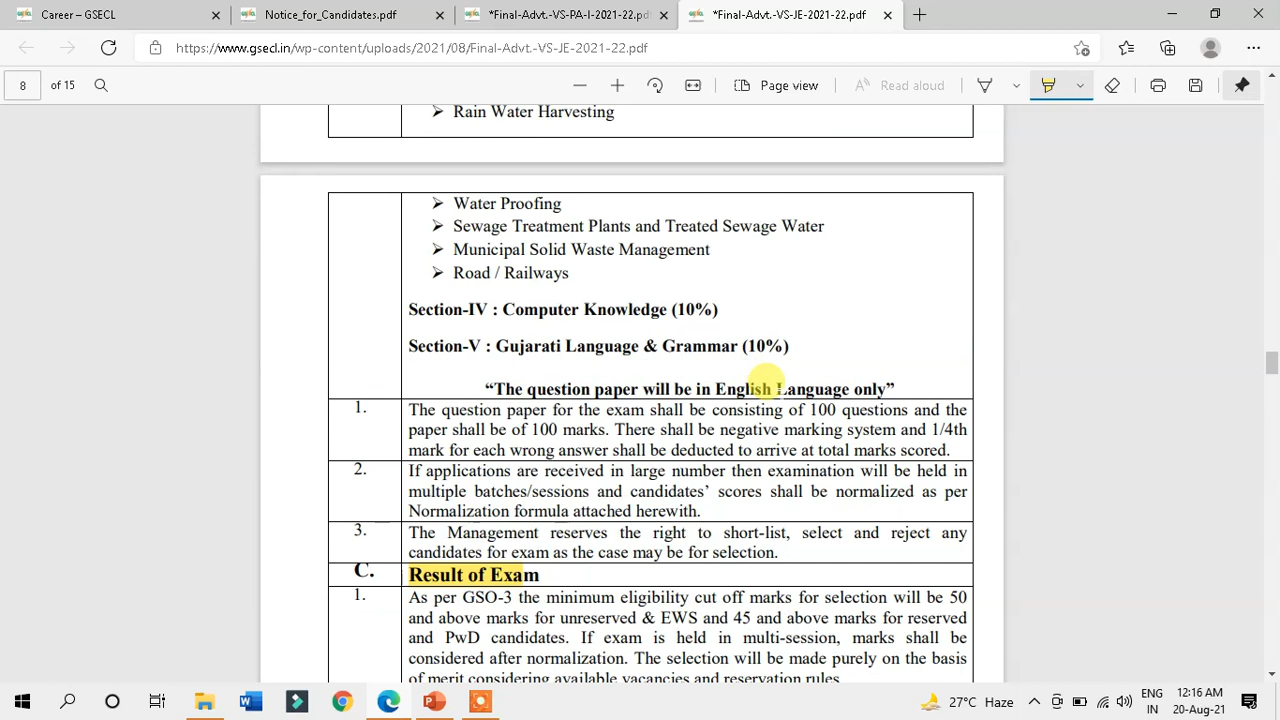 Career – GSECL
Notice_for_Candidates.pdf
*Final-Advt.-VS-PA-I-2021-22.pdf
*Final-Advt.-VS-JE-2021-22.pdf
https://www.gsecl.in/wp-content/uploads/2021/08/Final-Advt.-VS-JE-2021-22.pdf
8 of 15
Page view
Read aloud
Rain Water Harvesting
Water Proofing
Sewage Treatment Plants and Treated Sewage Water
Municipal Solid Waste Management
Road / Railways
Section-IV : Computer Knowledge (10%)
Section-V : Gujarati Language & Grammar (10%)
“The question paper will be in English Language only”
1. The question paper for the exam shall be consisting of 100 questions and the
paper shall be of 100 marks. There shall be negative marking system and 1/4th
mark for each wrong answer shall be deducted to arrive at total marks scored.
2. If applications are received in large number then examination will be held in
multiple batches/sessions and candidates’ scores shall be normalized as per
Normalization formula attached herewith.
3. The Management reserves the right to short-list, select and reject any
candidates for exam as the case may be for selection.
C. Result of Exam
1. As per GSO-3 the minimum eligibility cut off marks for selection will be 50
and above marks for unreserved & EWS and 45 and above marks for reserved
and PwD candidates. If exam is held in multi-session, marks shall be
considered after normalization. The selection will be made purely on the basis
of merit considering available vacancies and reservation rules.
27°C Haze
ENG
IN
12:16 AM
20-Aug-21